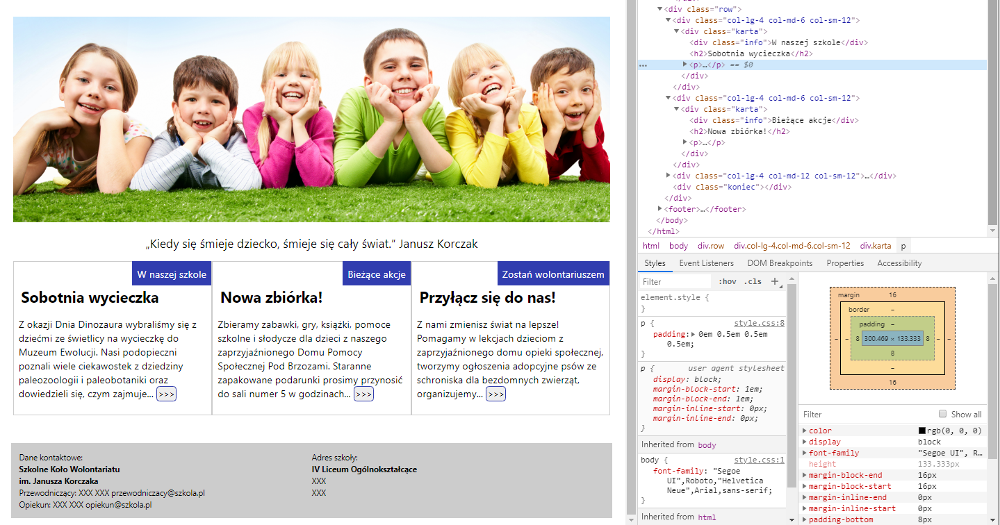 „Kiedy się śmieje dziecko, śmieje się cały świat.” Janusz Korczak
W naszej szkole
Sobotnia wycieczka
Z okazji Dnia Dinozaura wybraliśmy się z
dziećmi ze świetlicy na wycieczkę do
Muzeum Ewolucji. Nasi podopieczni
poznali wiele ciekawostek z dziedziny
paleozoologii i paleobotaniki oraz
dowiedzieli się, czym zajmuje... >>>
Bieżące akcje
Nowa zbiórka!
Zbieramy zabawki, gry, książki, pomoce
szkolne i słodycze dla dzieci z naszego
zaprzyjaźnionego Domu Pomocy
Społecznej Pod Brzozami. Staranne
zapakowane podarunki prosimy przynosić
do sali numer 5 w godzinach... >>>
Zostań wolontariuszem
Przyłącz się do nas!
Z nami zmienisz świat na lepsze!
Pomagamy w lekcjach dzieciom z
zaprzyjaźnionego domu opieki społecznej,
tworzymy ogłoszenia adopcyjne psów ze
schroniska dla bezdomnych zwierząt,
organizujemy... >>>
Dane kontaktowe:
Szkolne Koło Wolontariatu
im. Janusza Korczaka
Przewodniczący: XXX XXX przewodniczacy@szkola.pl
Opiekun: XXX XXX opiekun@szkola.pl
Adres szkoły:
IV Liceum Ogólnokształcące
XXX
XXX
<div class="row">
<div class="col-lg-4 col-md-6 col-sm-12">
<div class="karta">
<div class="info">W naszej szkole</div>
<h2>Sobotnia wycieczka</h2>
… <p>…</p> == $0
</div>
</div>
<div class="col-lg-4 col-md-6 col-sm-12">
<div class="karta">
<div class="info">Bieżące akcje</div>
<h2>Nowa zbiórka!</h2>
<p>…</p>
</div>
</div>
<div class="col-lg-4 col-md-12 col-sm-12">…</div>
<div class="koniec"></div>
</div>
<footer>…</footer>
</body>
</html>
html body div.row div.col-lg-4.col-md-6.col-sm-12 div.karta p
Styles Event Listeners DOM Breakpoints Properties Accessibility
Filter :hov .cls +
element.style {
}
p { style.css:8
padding: 0em 0.5em 0.5em
0.5em;
}
p { user agent stylesheet
display: block;
margin-block-start: 1em;
margin-block-end: 1em;
margin-inline-start: 0px;
margin-inline-end: 0px;
}
Inherited from body
body { style.css:1
font-family: "Segoe
UI",Roboto,"Helvetica
Neue",Arial,sans-serif;
}
Inherited from html
margin 16
border –
padding –
– – 8 300.469 × 133.333 8 – –
8
–
16
Filter Show all
color rgb(0, 0, 0)
display block
font-family "Segoe UI", R…
height 133.333px
margin-block-end 16px
margin-block-start 16px
margin-inline-end 0px
margin-inline-start 0px
padding-bottom 8px